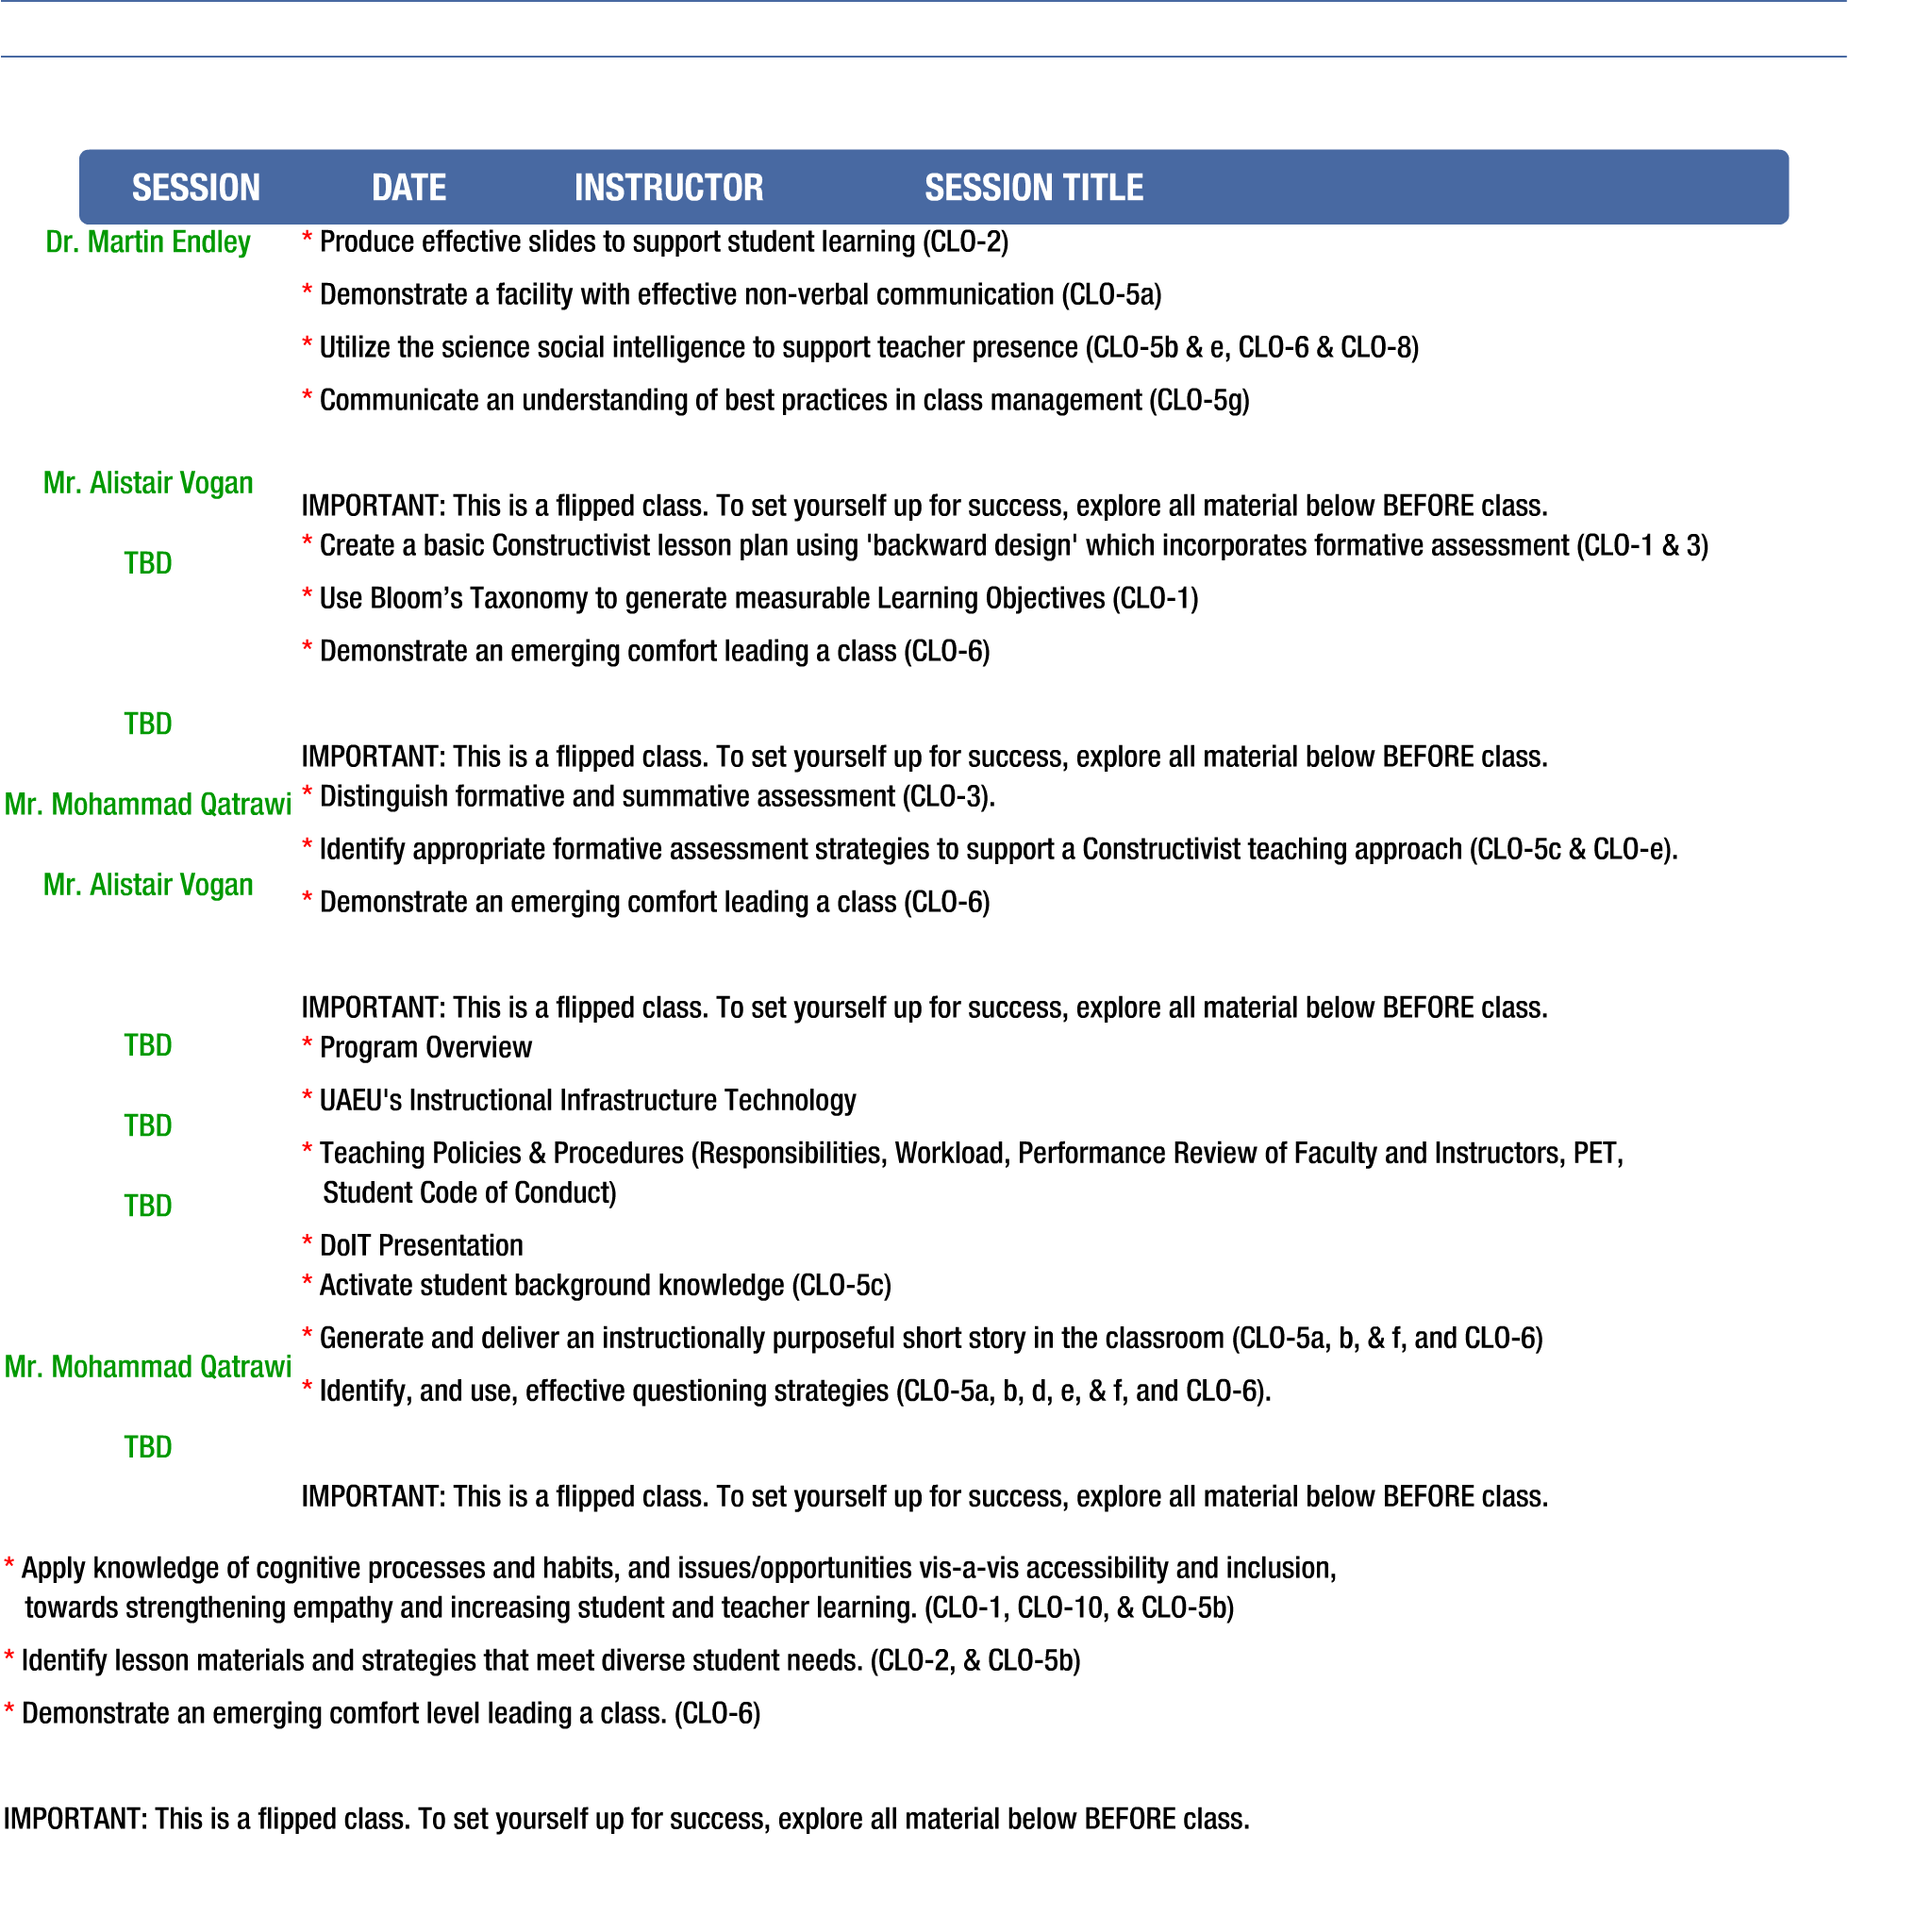 SESSION DATE INSTRUCTOR SESSION TITLE
Dr. Martin Endley
* Produce effective slides to support student learning (CLO-2)
* Demonstrate a facility with effective non-verbal communication (CLO-5a)
* Utilize the science social intelligence to support teacher presence (CLO-5b & e, CLO-6 & CLO-8)
* Communicate an understanding of best practices in class management (CLO-5g)
Mr. Alistair Vogan
IMPORTANT: This is a flipped class. To set yourself up for success, explore all material below BEFORE class.
* Create a basic Constructivist lesson plan using 'backward design' which incorporates formative assessment (CLO-1 & 3)
TBD
* Use Bloom’s Taxonomy to generate measurable Learning Objectives (CLO-1)
* Demonstrate an emerging comfort leading a class (CLO-6)
TBD
IMPORTANT: This is a flipped class. To set yourself up for success, explore all material below BEFORE class.
Mr. Mohammad Qatrawi
* Distinguish formative and summative assessment (CLO-3).
* Identify appropriate formative assessment strategies to support a Constructivist teaching approach (CLO-5c & CLO-e).
Mr. Alistair Vogan
* Demonstrate an emerging comfort leading a class (CLO-6)
IMPORTANT: This is a flipped class. To set yourself up for success, explore all material below BEFORE class.
TBD
* Program Overview
* UAEU's Instructional Infrastructure Technology
TBD
* Teaching Policies & Procedures (Responsibilities, Workload, Performance Review of Faculty and Instructors, PET,
Student Code of Conduct)
TBD
* DoIT Presentation
* Activate student background knowledge (CLO-5c)
* Generate and deliver an instructionally purposeful short story in the classroom (CLO-5a, b, & f, and CLO-6)
Mr. Mohammad Qatrawi
* Identify, and use, effective questioning strategies (CLO-5a, b, d, e, & f, and CLO-6).
TBD
IMPORTANT: This is a flipped class. To set yourself up for success, explore all material below BEFORE class.
* Apply knowledge of cognitive processes and habits, and issues/opportunities vis-a-vis accessibility and inclusion,
towards strengthening empathy and increasing student and teacher learning. (CLO-1, CLO-10, & CLO-5b)
* Identify lesson materials and strategies that meet diverse student needs. (CLO-2, & CLO-5b)
* Demonstrate an emerging comfort level leading a class. (CLO-6)
IMPORTANT: This is a flipped class. To set yourself up for success, explore all material below BEFORE class.